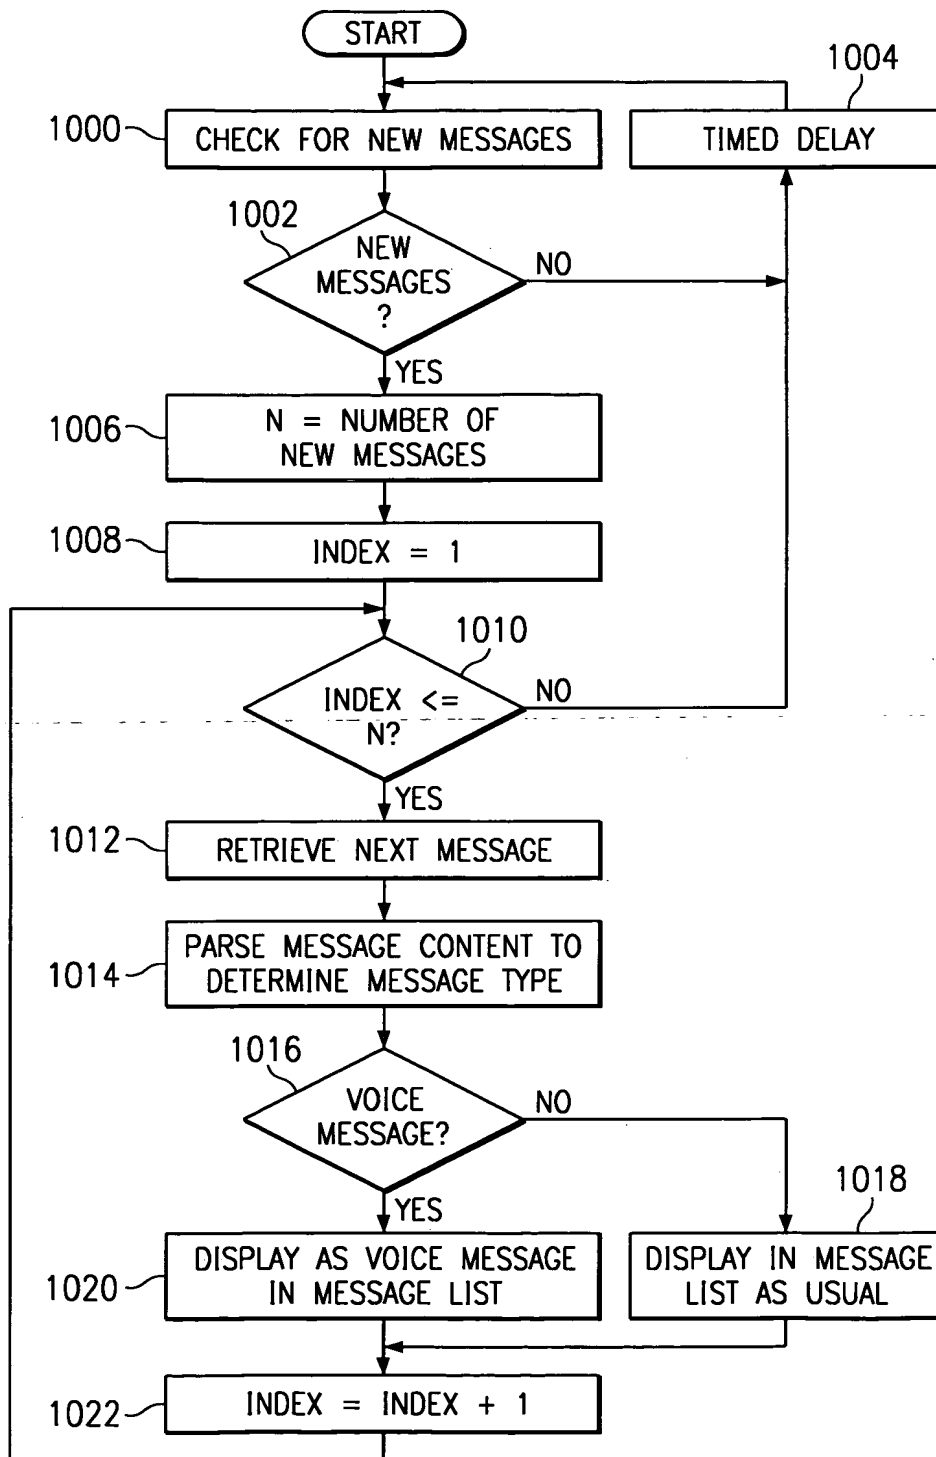 START
1004
1000
CHECK FOR NEW MESSAGES
TIMED DELAY
1002
NEW
MESSAGES
?
NO
YES
1006
N = NUMBER OF
NEW MESSAGES
1008
INDEX = 1
1010
INDEX <=
N?
NO
YES
1012
RETRIEVE NEXT MESSAGE
1014
PARSE MESSAGE CONTENT TO
DETERMINE MESSAGE TYPE
1016
VOICE
MESSAGE?
NO
YES
1018
1020
DISPLAY AS VOICE MESSAGE
IN MESSAGE LIST
DISPLAY IN MESSAGE
LIST AS USUAL
1022
INDEX = INDEX + 1